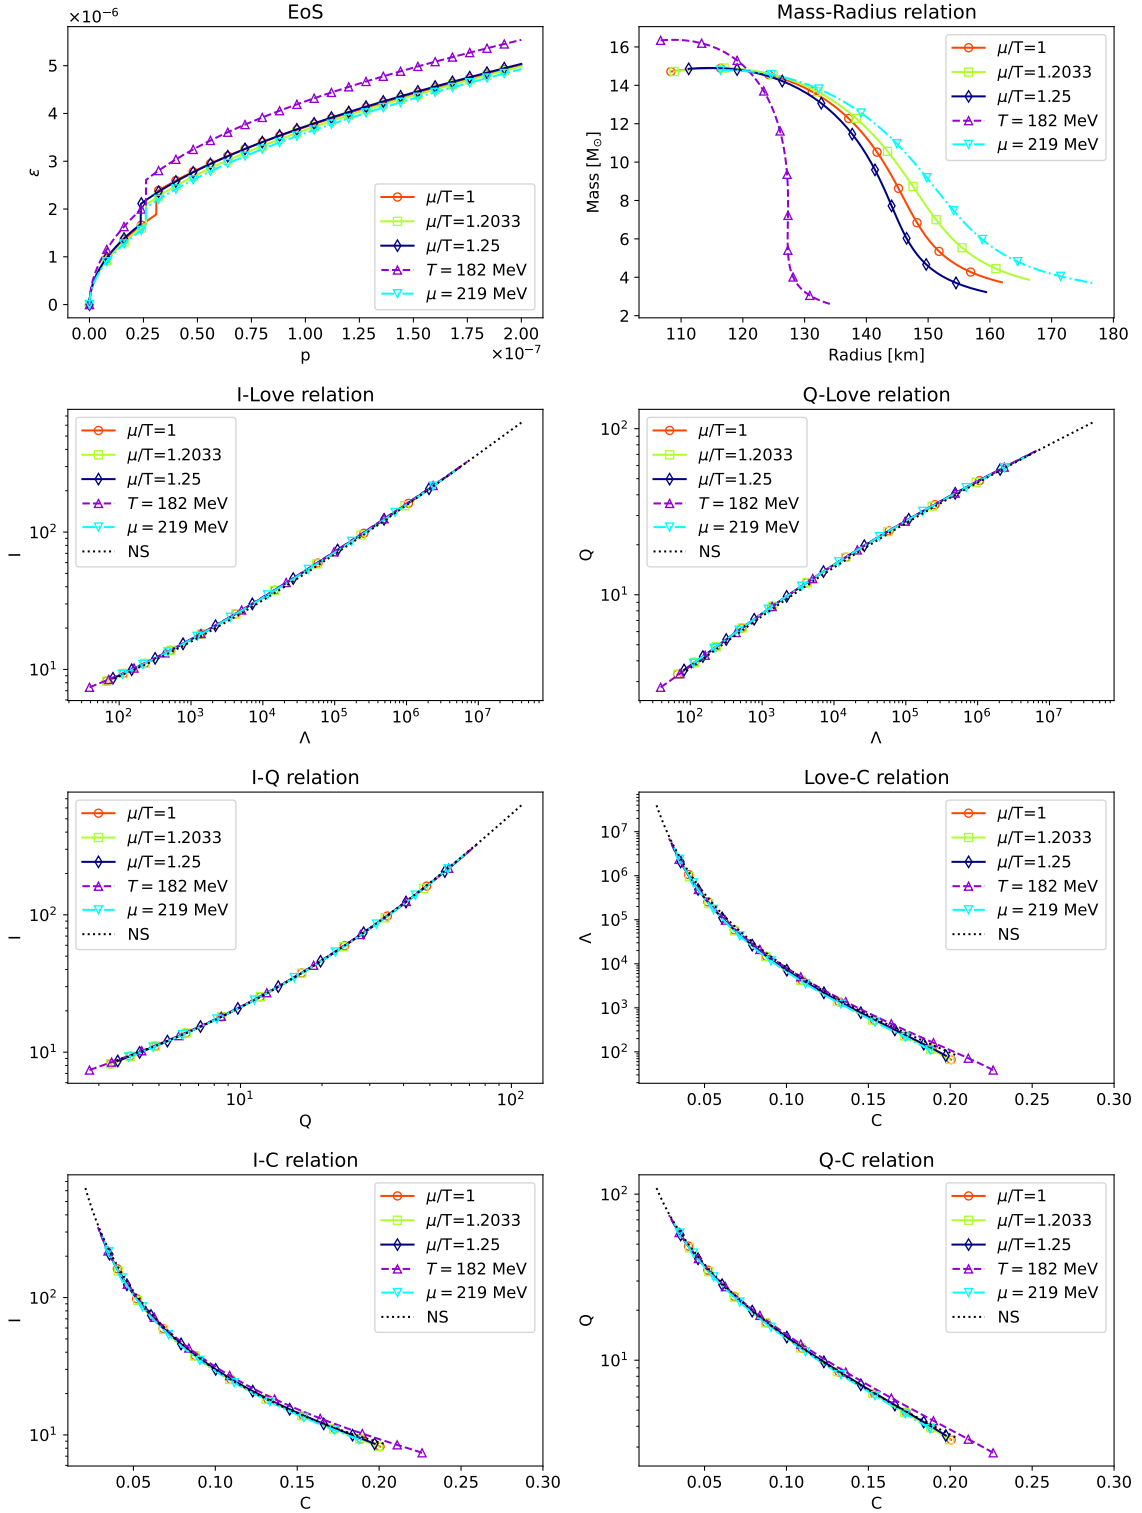 EoS
×10⁻⁶
5
4
3
2
1
0
ε
μ/T=1
μ/T=1.2033
μ/T=1.25
T = 182 MeV
μ = 219 MeV
0.00 0.25 0.50 0.75 1.00 1.25 1.50 1.75 2.00
p
×10⁻⁷
Mass-Radius relation
16
14
12
10
8
6
4
2
Mass [M⊙]
μ/T=1
μ/T=1.2033
μ/T=1.25
T = 182 MeV
μ = 219 MeV
110 120 130 140 150 160 170 180
Radius [km]
I-Love relation
10²
10¹
I
μ/T=1
μ/T=1.2033
μ/T=1.25
T = 182 MeV
μ = 219 MeV
NS
10² 10³ 10⁴ 10⁵ 10⁶ 10⁷
Λ
Q-Love relation
10²
10¹
Q
μ/T=1
μ/T=1.2033
μ/T=1.25
T = 182 MeV
μ = 219 MeV
NS
10² 10³ 10⁴ 10⁵ 10⁶ 10⁷
Λ
I-Q relation
10²
10¹
I
μ/T=1
μ/T=1.2033
μ/T=1.25
T = 182 MeV
μ = 219 MeV
NS
10¹ 10²
Q
Love-C relation
10⁷
10⁶
10⁵
10⁴
10³
10²
Λ
μ/T=1
μ/T=1.2033
μ/T=1.25
T = 182 MeV
μ = 219 MeV
NS
0.05 0.10 0.15 0.20 0.25 0.30
C
I-C relation
10²
10¹
I
μ/T=1
μ/T=1.2033
μ/T=1.25
T = 182 MeV
μ = 219 MeV
NS
0.05 0.10 0.15 0.20 0.25 0.30
C
Q-C relation
10²
10¹
Q
μ/T=1
μ/T=1.2033
μ/T=1.25
T = 182 MeV
μ = 219 MeV
NS
0.05 0.10 0.15 0.20 0.25 0.30
C